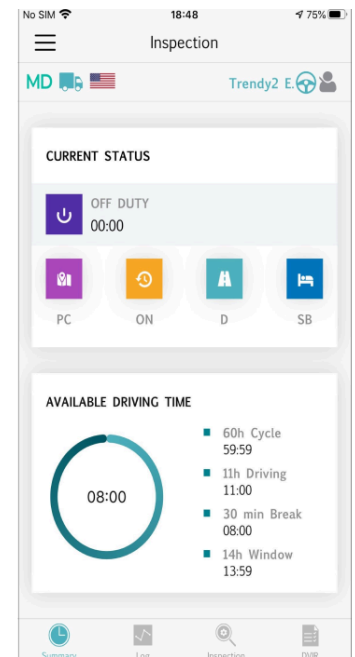 No SIM 18:48 75%
Inspection
MD Trendy2 E.
CURRENT STATUS
OFF DUTY
00:00
PC ON D SB
AVAILABLE DRIVING TIME
08:00
60h Cycle
59:59
11h Driving
11:00
30 min Break
08:00
14h Window
13:59
Summary Log Inspection DVIR